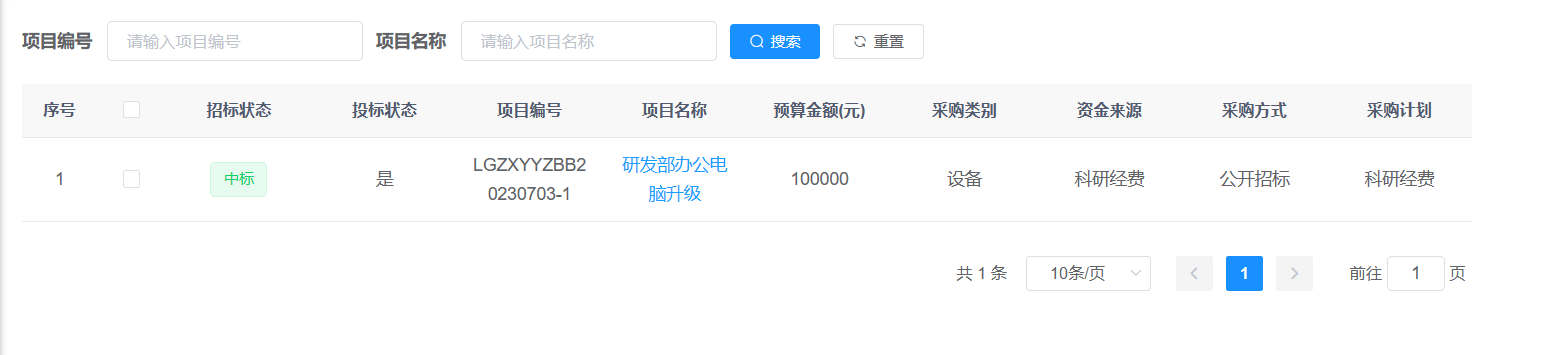 项目编号 请输入项目编号 项目名称 请输入项目名称 搜索 重置
序号 招标状态 投标状态 项目编号 项目名称 预算金额(元) 采购类别 资金来源 采购方式 采购计划
1 中标 是 LGZXYYZBB2 研发部办公电 100000 设备 科研经费 公开招标 科研经费
0230703-1 脑升级
共 1 条 10条/页 1 前往 1 页